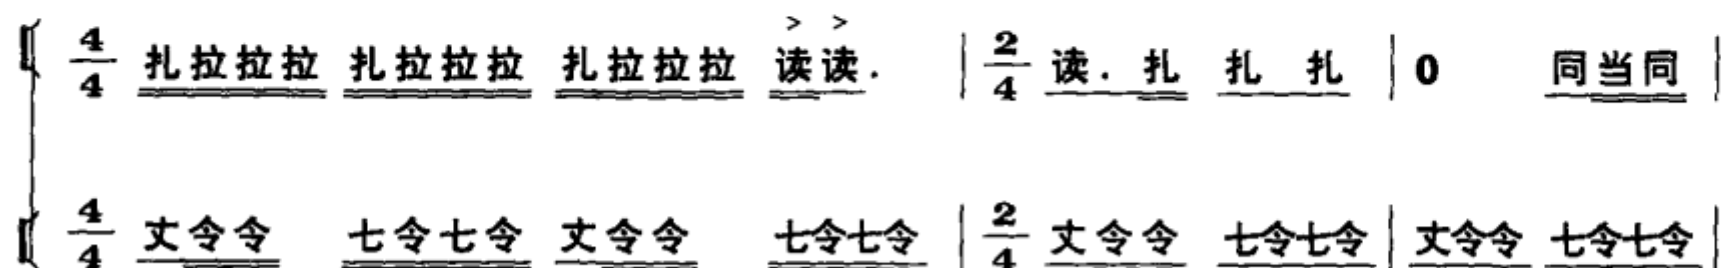 4/4 扎拉拉拉 扎拉拉拉 扎拉拉拉 读读. | 2/4 读. 扎 扎 扎 | 0 同当同 |
4/4 丈令令 七令七令 丈令令 七令七令 | 2/4 丈令令 七令七令 | 丈令令 七令七令 |